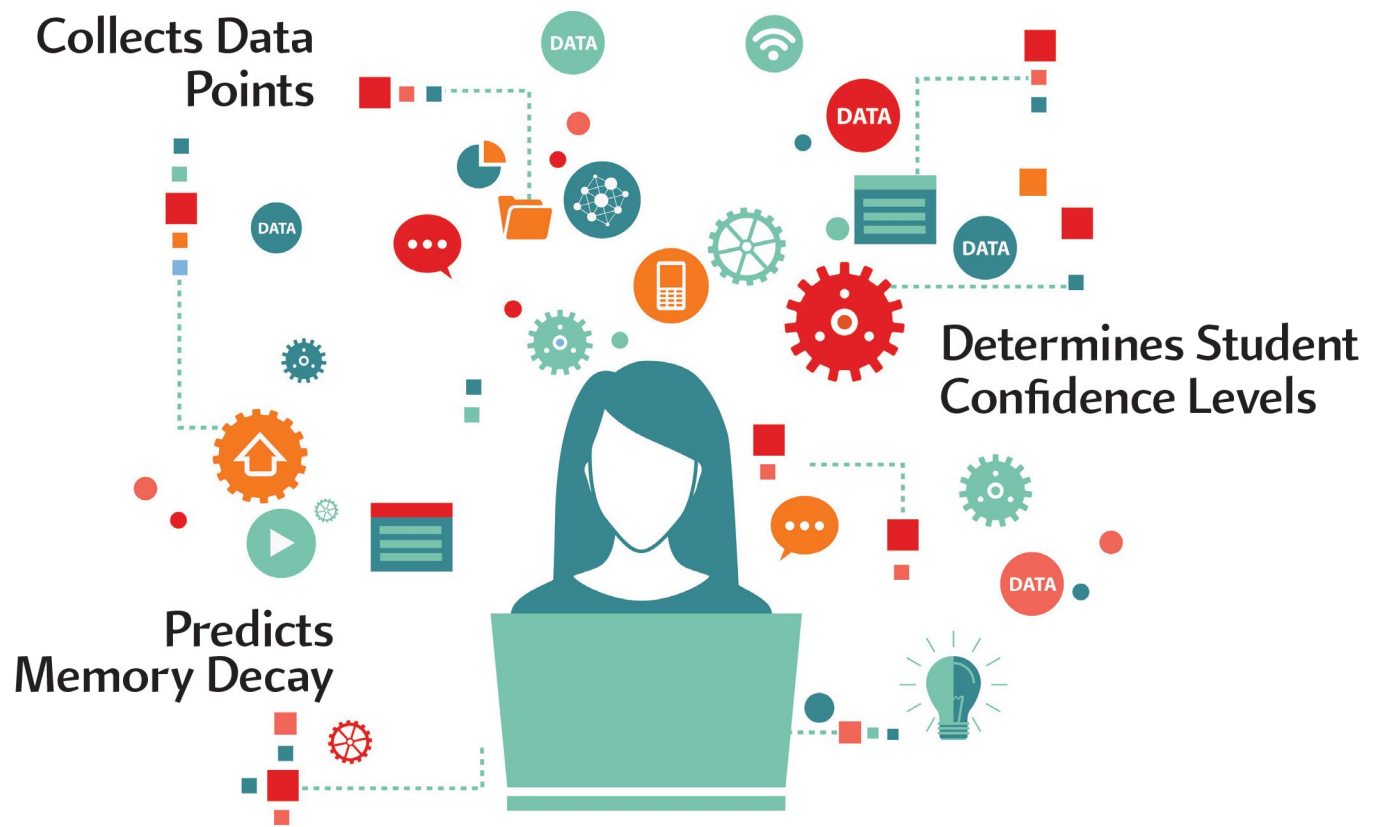 Collects Data
Points
DATA
DATA
DATA
DATA
Determines Student
Confidence Levels
DATA
Predicts
Memory Decay